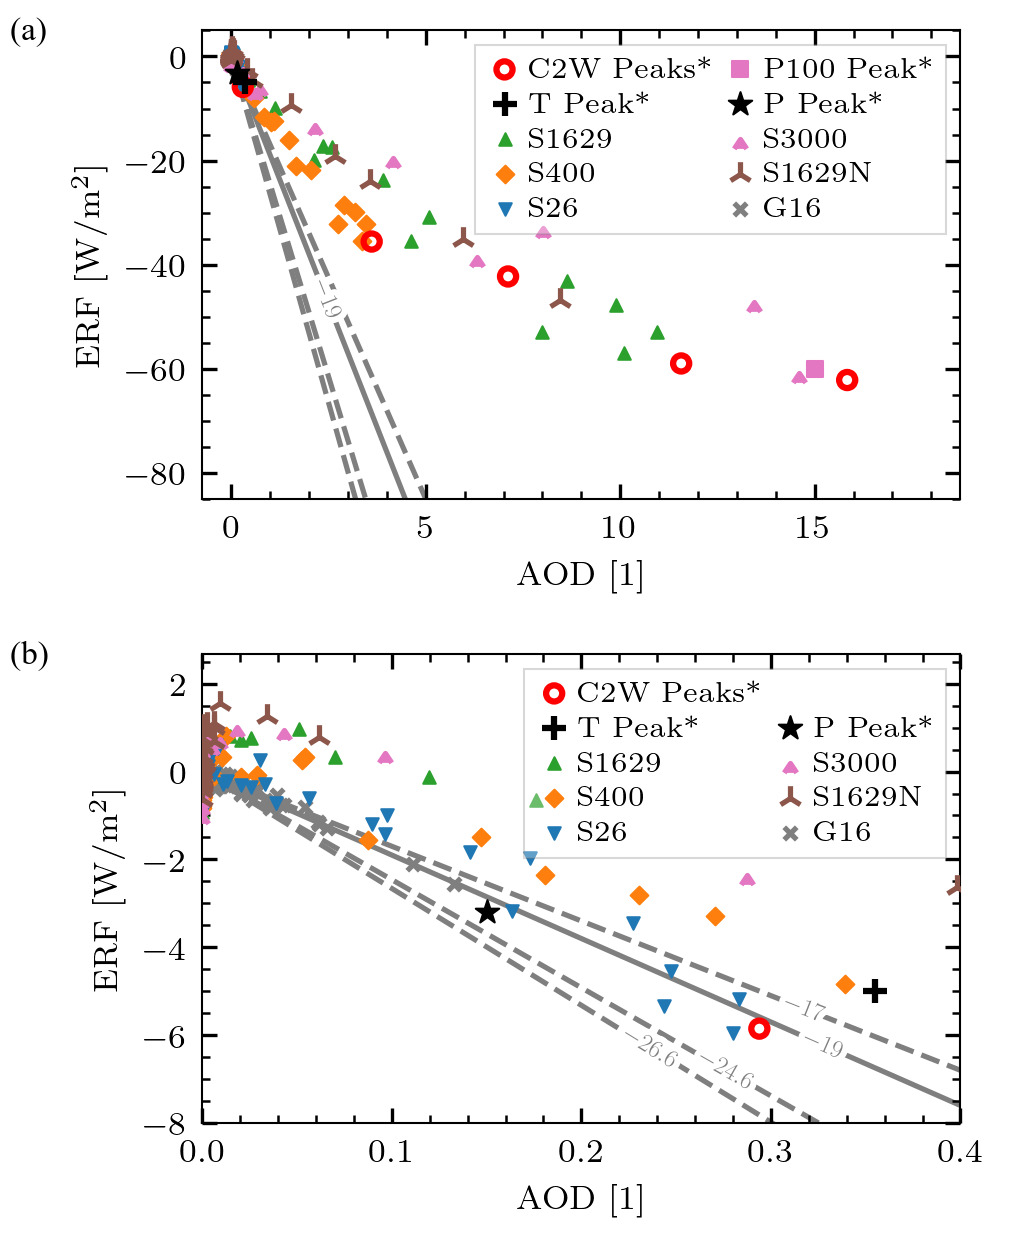 (a)
0
−20
−40
−60
−80
ERF [W/m²]
C2W Peaks*
T Peak*
S1629
S400
S26
P100 Peak*
P Peak*
S3000
S1629N
G16
−19
0 5 10 15
AOD [1]
(b)
2
0
−2
−4
−6
−8
ERF [W/m²]
C2W Peaks*
T Peak*
S1629
S400
S26
P Peak*
S3000
S1629N
G16
−17
−19
−26.6
−24.6
0.0 0.1 0.2 0.3 0.4
AOD [1]